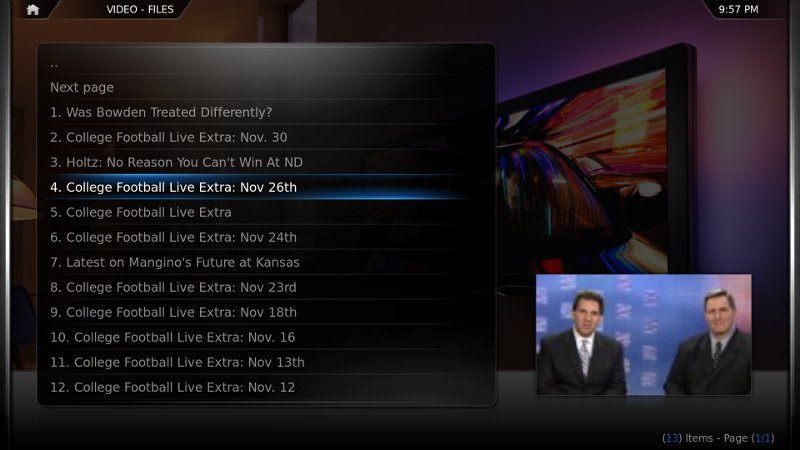 VIDEO - FILES
9:57 PM
..
Next page
1. Was Bowden Treated Differently?
2. College Football Live Extra: Nov. 30
3. Holtz: No Reason You Can't Win At ND
4. College Football Live Extra: Nov 26th
5. College Football Live Extra
6. College Football Live Extra: Nov 24th
7. Latest on Mangino's Future at Kansas
8. College Football Live Extra: Nov 23rd
9. College Football Live Extra: Nov 18th
10. College Football Live Extra: Nov. 16
11. College Football Live Extra: Nov 13th
12. College Football Live Extra: Nov. 12
(13) Items - Page (1/1)